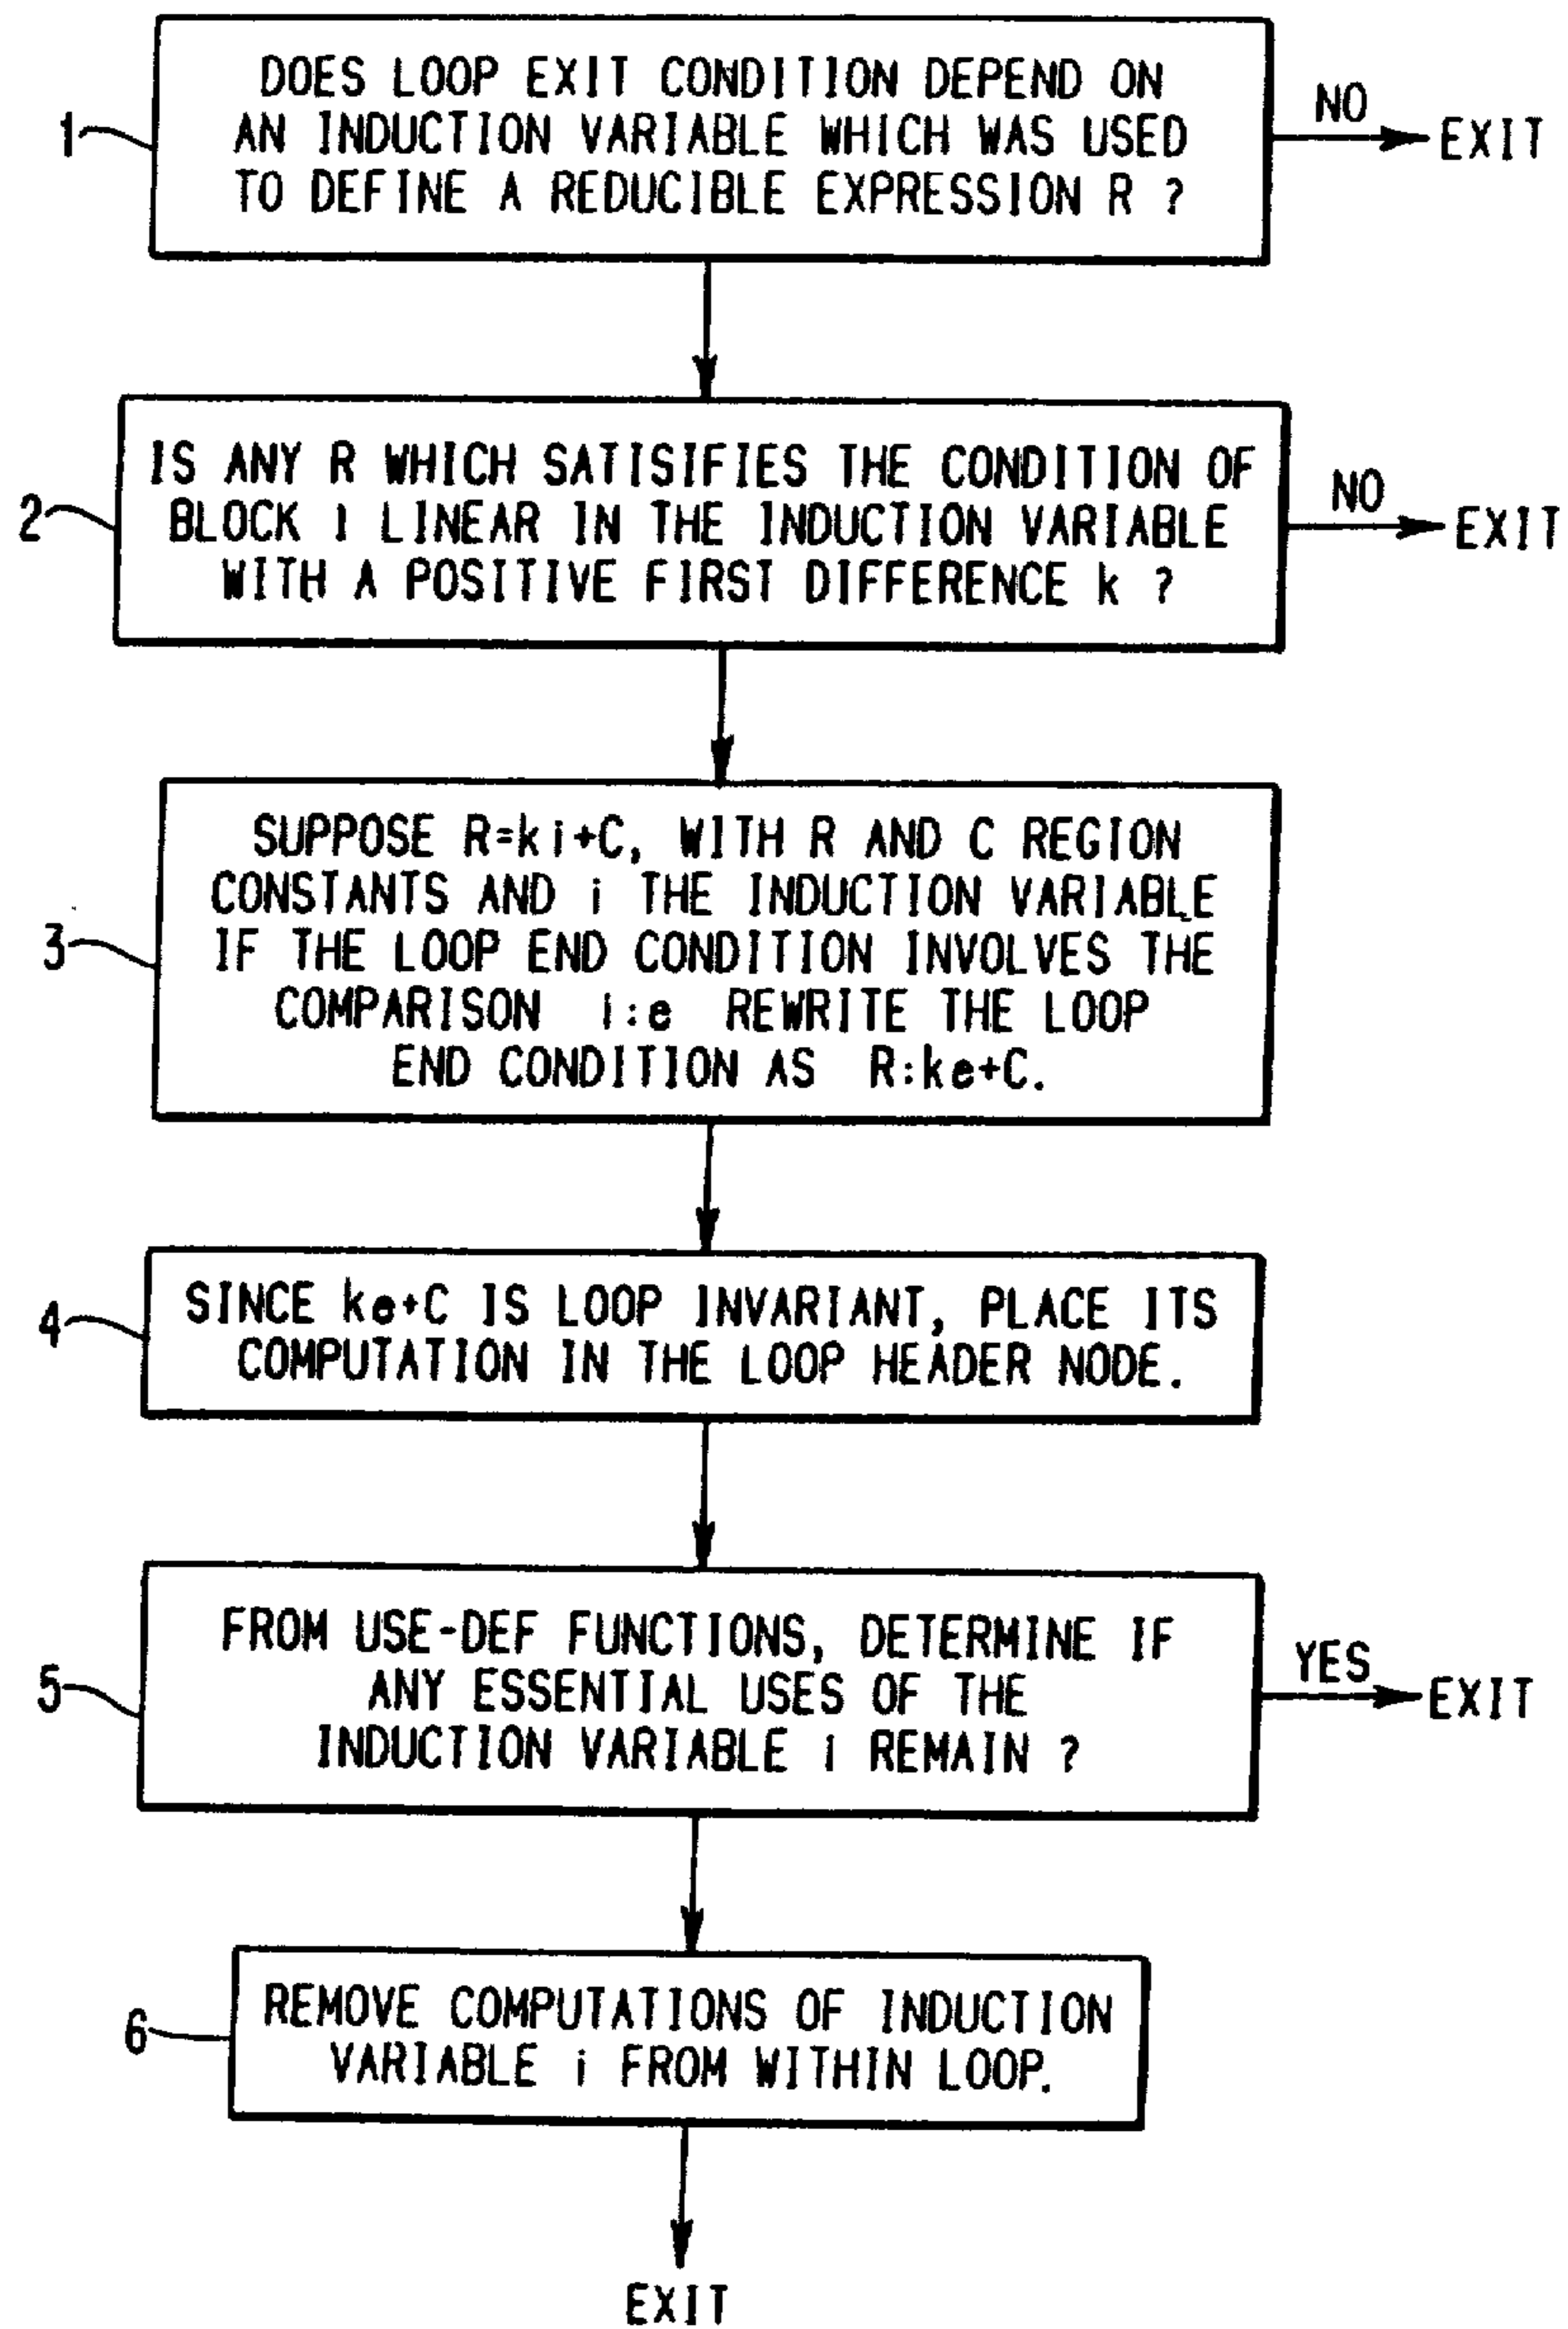 DOES LOOP EXIT CONDITION DEPEND ON
AN INDUCTION VARIABLE WHICH WAS USED
TO DEFINE A REDUCIBLE EXPRESSION R ?
1
NO
EXIT
IS ANY R WHICH SATISIFIES THE CONDITION OF
BLOCK 1 LINEAR IN THE INDUCTION VARIABLE
WITH A POSITIVE FIRST DIFFERENCE k ?
2
NO
EXIT
SUPPOSE R=ki+C, WITH R AND C REGION
CONSTANTS AND i THE INDUCTION VARIABLE
IF THE LOOP END CONDITION INVOLVES THE
COMPARISON i:e REWRITE THE LOOP
END CONDITION AS R:ke+C.
3
SINCE ke+C IS LOOP INVARIANT, PLACE ITS
COMPUTATION IN THE LOOP HEADER NODE.
4
FROM USE-DEF FUNCTIONS, DETERMINE IF
ANY ESSENTIAL USES OF THE
INDUCTION VARIABLE i REMAIN ?
5
YES
EXIT
REMOVE COMPUTATIONS OF INDUCTION
VARIABLE i FROM WITHIN LOOP.
6
EXIT